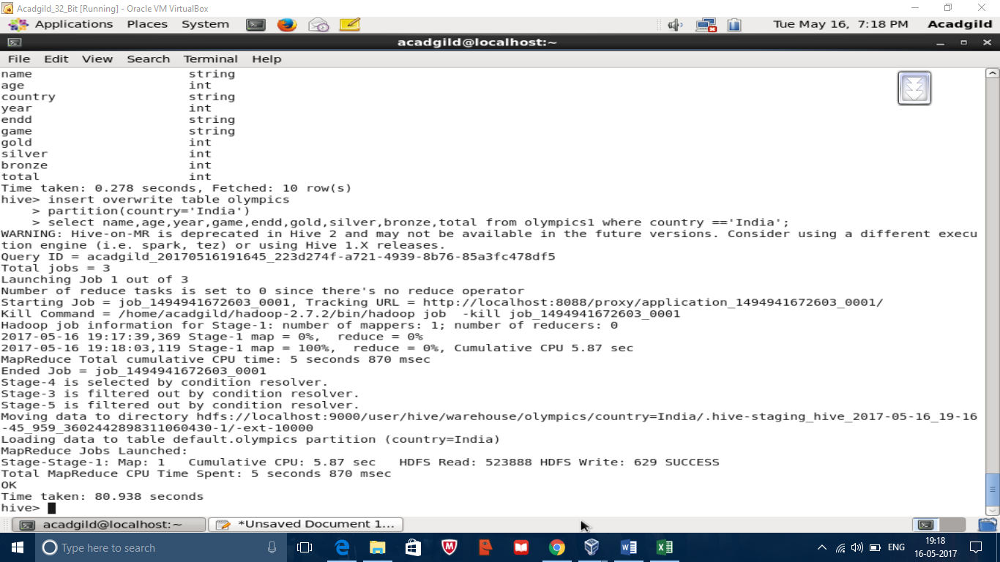 Acadgild_32_Bit [Running] - Oracle VM VirtualBox
Applications Places System Tue May 16, 7:18 PM Acadgild
acadgild@localhost:~
File Edit View Search Terminal Help
name string
age int
country string
year int
endd string
game string
gold int
silver int
bronze int
total int
Time taken: 0.278 seconds, Fetched: 10 row(s)
hive> insert overwrite table olympics
    > partition(country='India')
    > select name,age,year,game,endd,gold,silver,bronze,total from olympics1 where country =='India';
WARNING: Hive-on-MR is deprecated in Hive 2 and may not be available in the future versions. Consider using a different execu
tion engine (i.e. spark, tez) or using Hive 1.X releases.
Query ID = acadgild_20170516191645_223d274f-a721-4939-8b76-85a3fc478df5
Total jobs = 3
Launching Job 1 out of 3
Number of reduce tasks is set to 0 since there's no reduce operator
Starting Job = job_1494941672603_0001, Tracking URL = http://localhost:8088/proxy/application_1494941672603_0001/
Kill Command = /home/acadgild/hadoop-2.7.2/bin/hadoop job  -kill job_1494941672603_0001
Hadoop job information for Stage-1: number of mappers: 1; number of reducers: 0
2017-05-16 19:17:39,369 Stage-1 map = 0%,  reduce = 0%
2017-05-16 19:18:03,119 Stage-1 map = 100%,  reduce = 0%, Cumulative CPU 5.87 sec
MapReduce Total cumulative CPU time: 5 seconds 870 msec
Ended Job = job_1494941672603_0001
Stage-4 is selected by condition resolver.
Stage-3 is filtered out by condition resolver.
Stage-5 is filtered out by condition resolver.
Moving data to directory hdfs://localhost:9000/user/hive/warehouse/olympics/country=India/.hive-staging_hive_2017-05-16_19-16
-45_959_3602442898311060430-1/-ext-10000
Loading data to table default.olympics partition (country=India)
MapReduce Jobs Launched:
Stage-Stage-1: Map: 1   Cumulative CPU: 5.87 sec   HDFS Read: 523888 HDFS Write: 629 SUCCESS
Total MapReduce CPU Time Spent: 5 seconds 870 msec
OK
Time taken: 80.938 seconds
hive>
acadgild@localhost:~ *Unsaved Document 1...
Type here to search ENG 19:18
16-05-2017